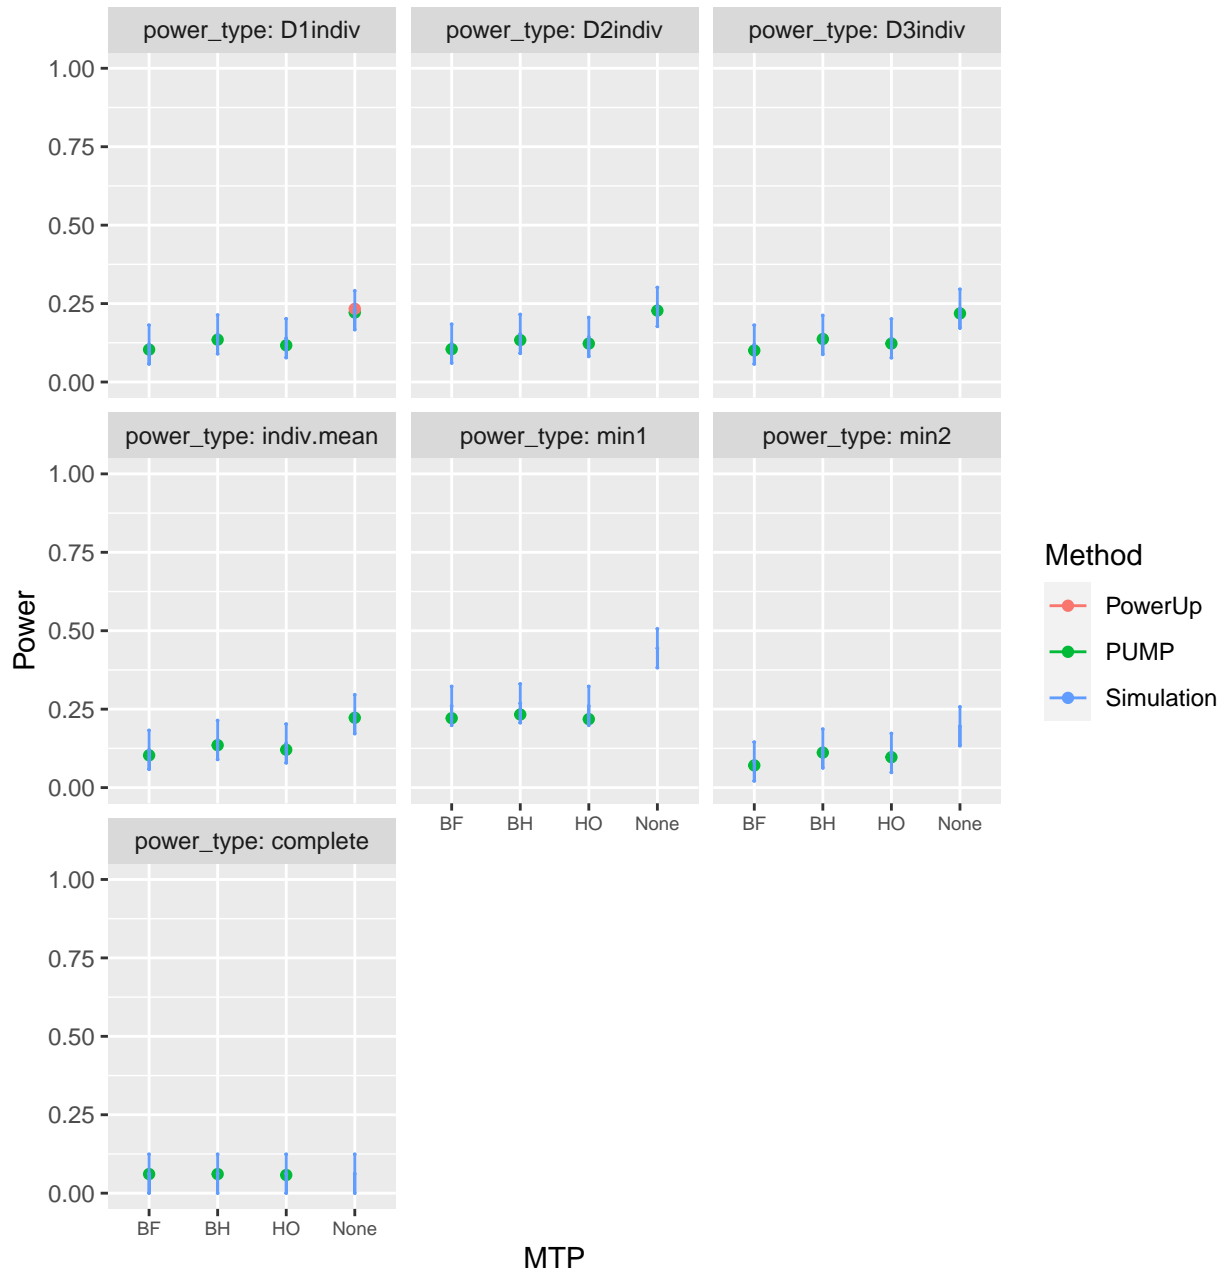 power_type: D1indiv
power_type: D2indiv
power_type: D3indiv
1.00
0.75
0.50
0.25
0.00
power_type: indiv.mean
power_type: min1
power_type: min2
1.00
0.75
0.50
0.25
0.00
BF BH HO None
BF BH HO None
power_type: complete
1.00
0.75
0.50
0.25
0.00
BF BH HO None
Power
MTP
Method
PowerUp
PUMP
Simulation